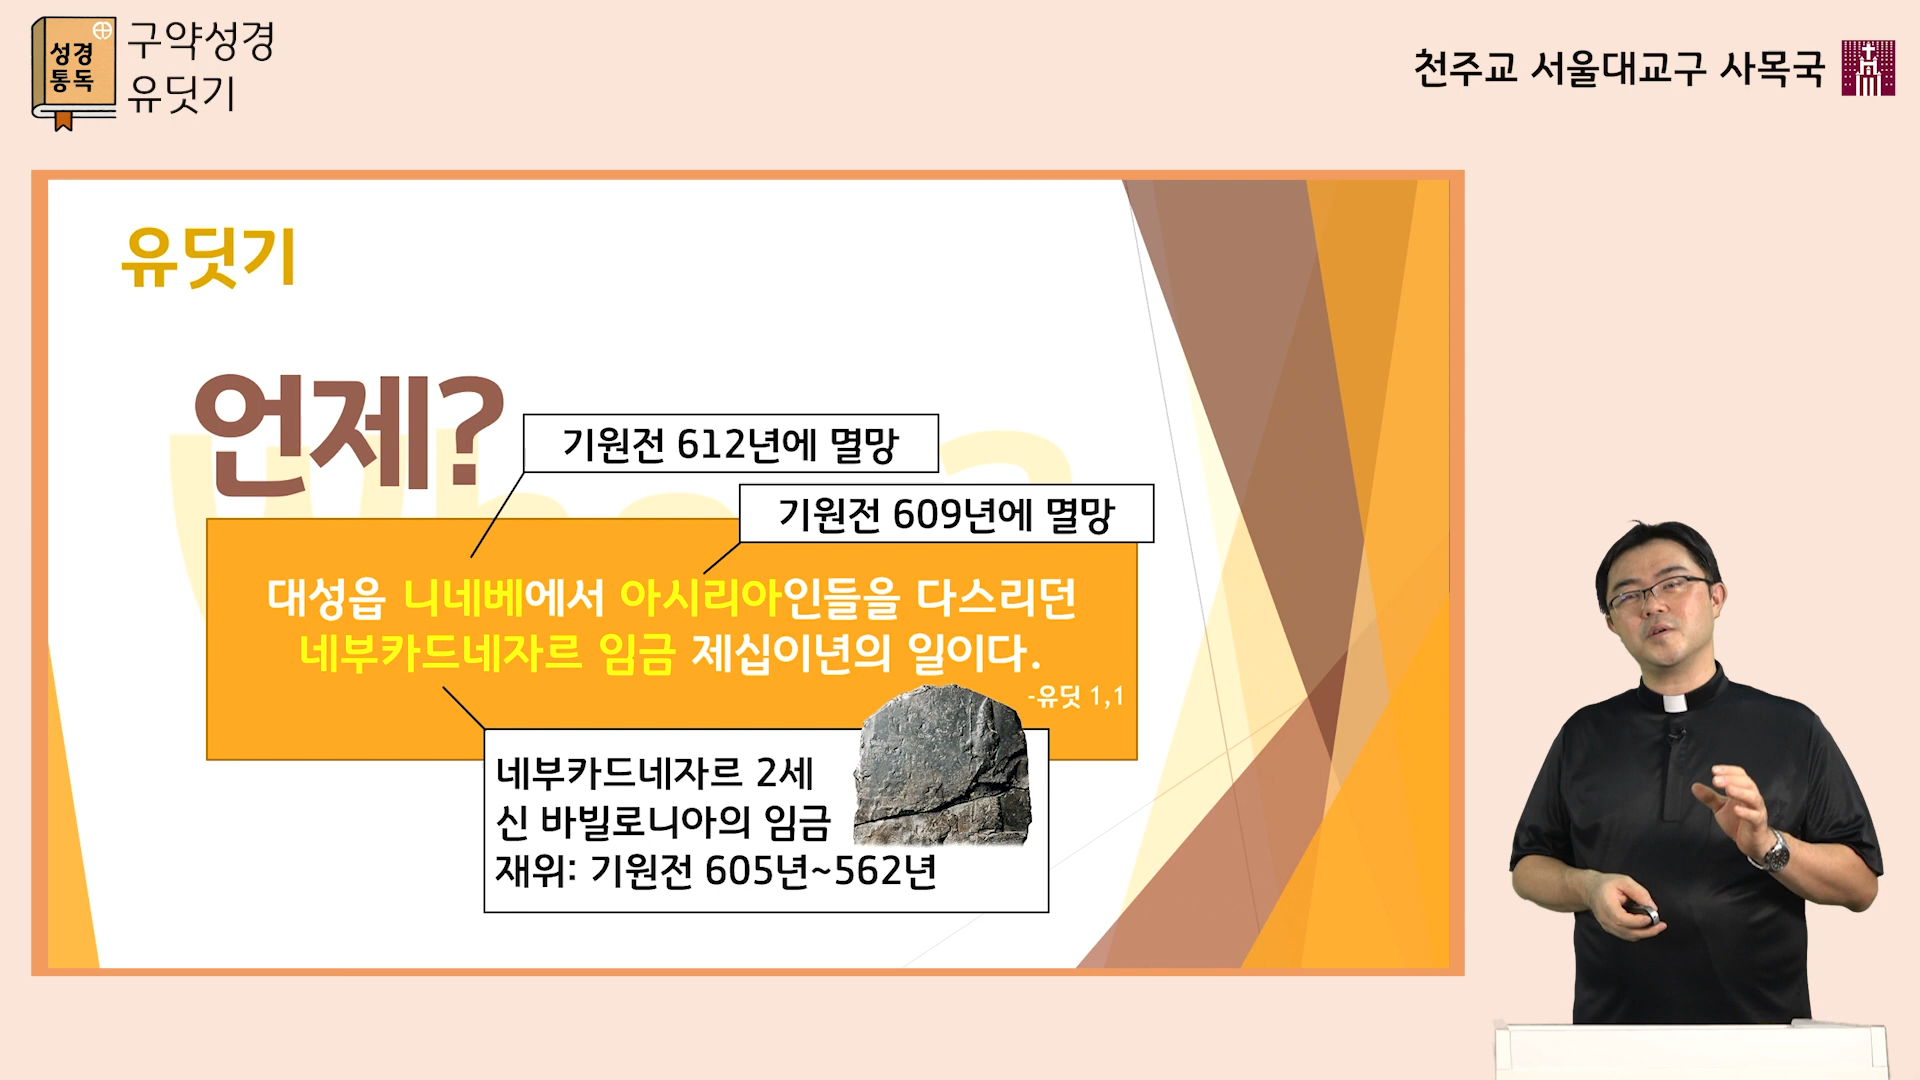 성경
통독
구약성경
유딧기
천주교 서울대교구 사목국
유딧기
언제?
기원전 612년에 멸망
기원전 609년에 멸망
대성읍 니네베에서 아시리아인들을 다스리던
네부카드네자르 임금 제십이년의 일이다.
-유딧 1,1
네부카드네자르 2세
신 바빌로니아의 임금
재위: 기원전 605년~562년